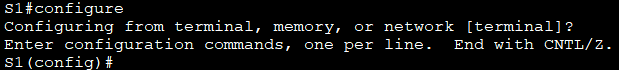 S1#configure
Configuring from terminal, memory, or network [terminal]?
Enter configuration commands, one per line.  End with CNTL/Z.
S1(config)#